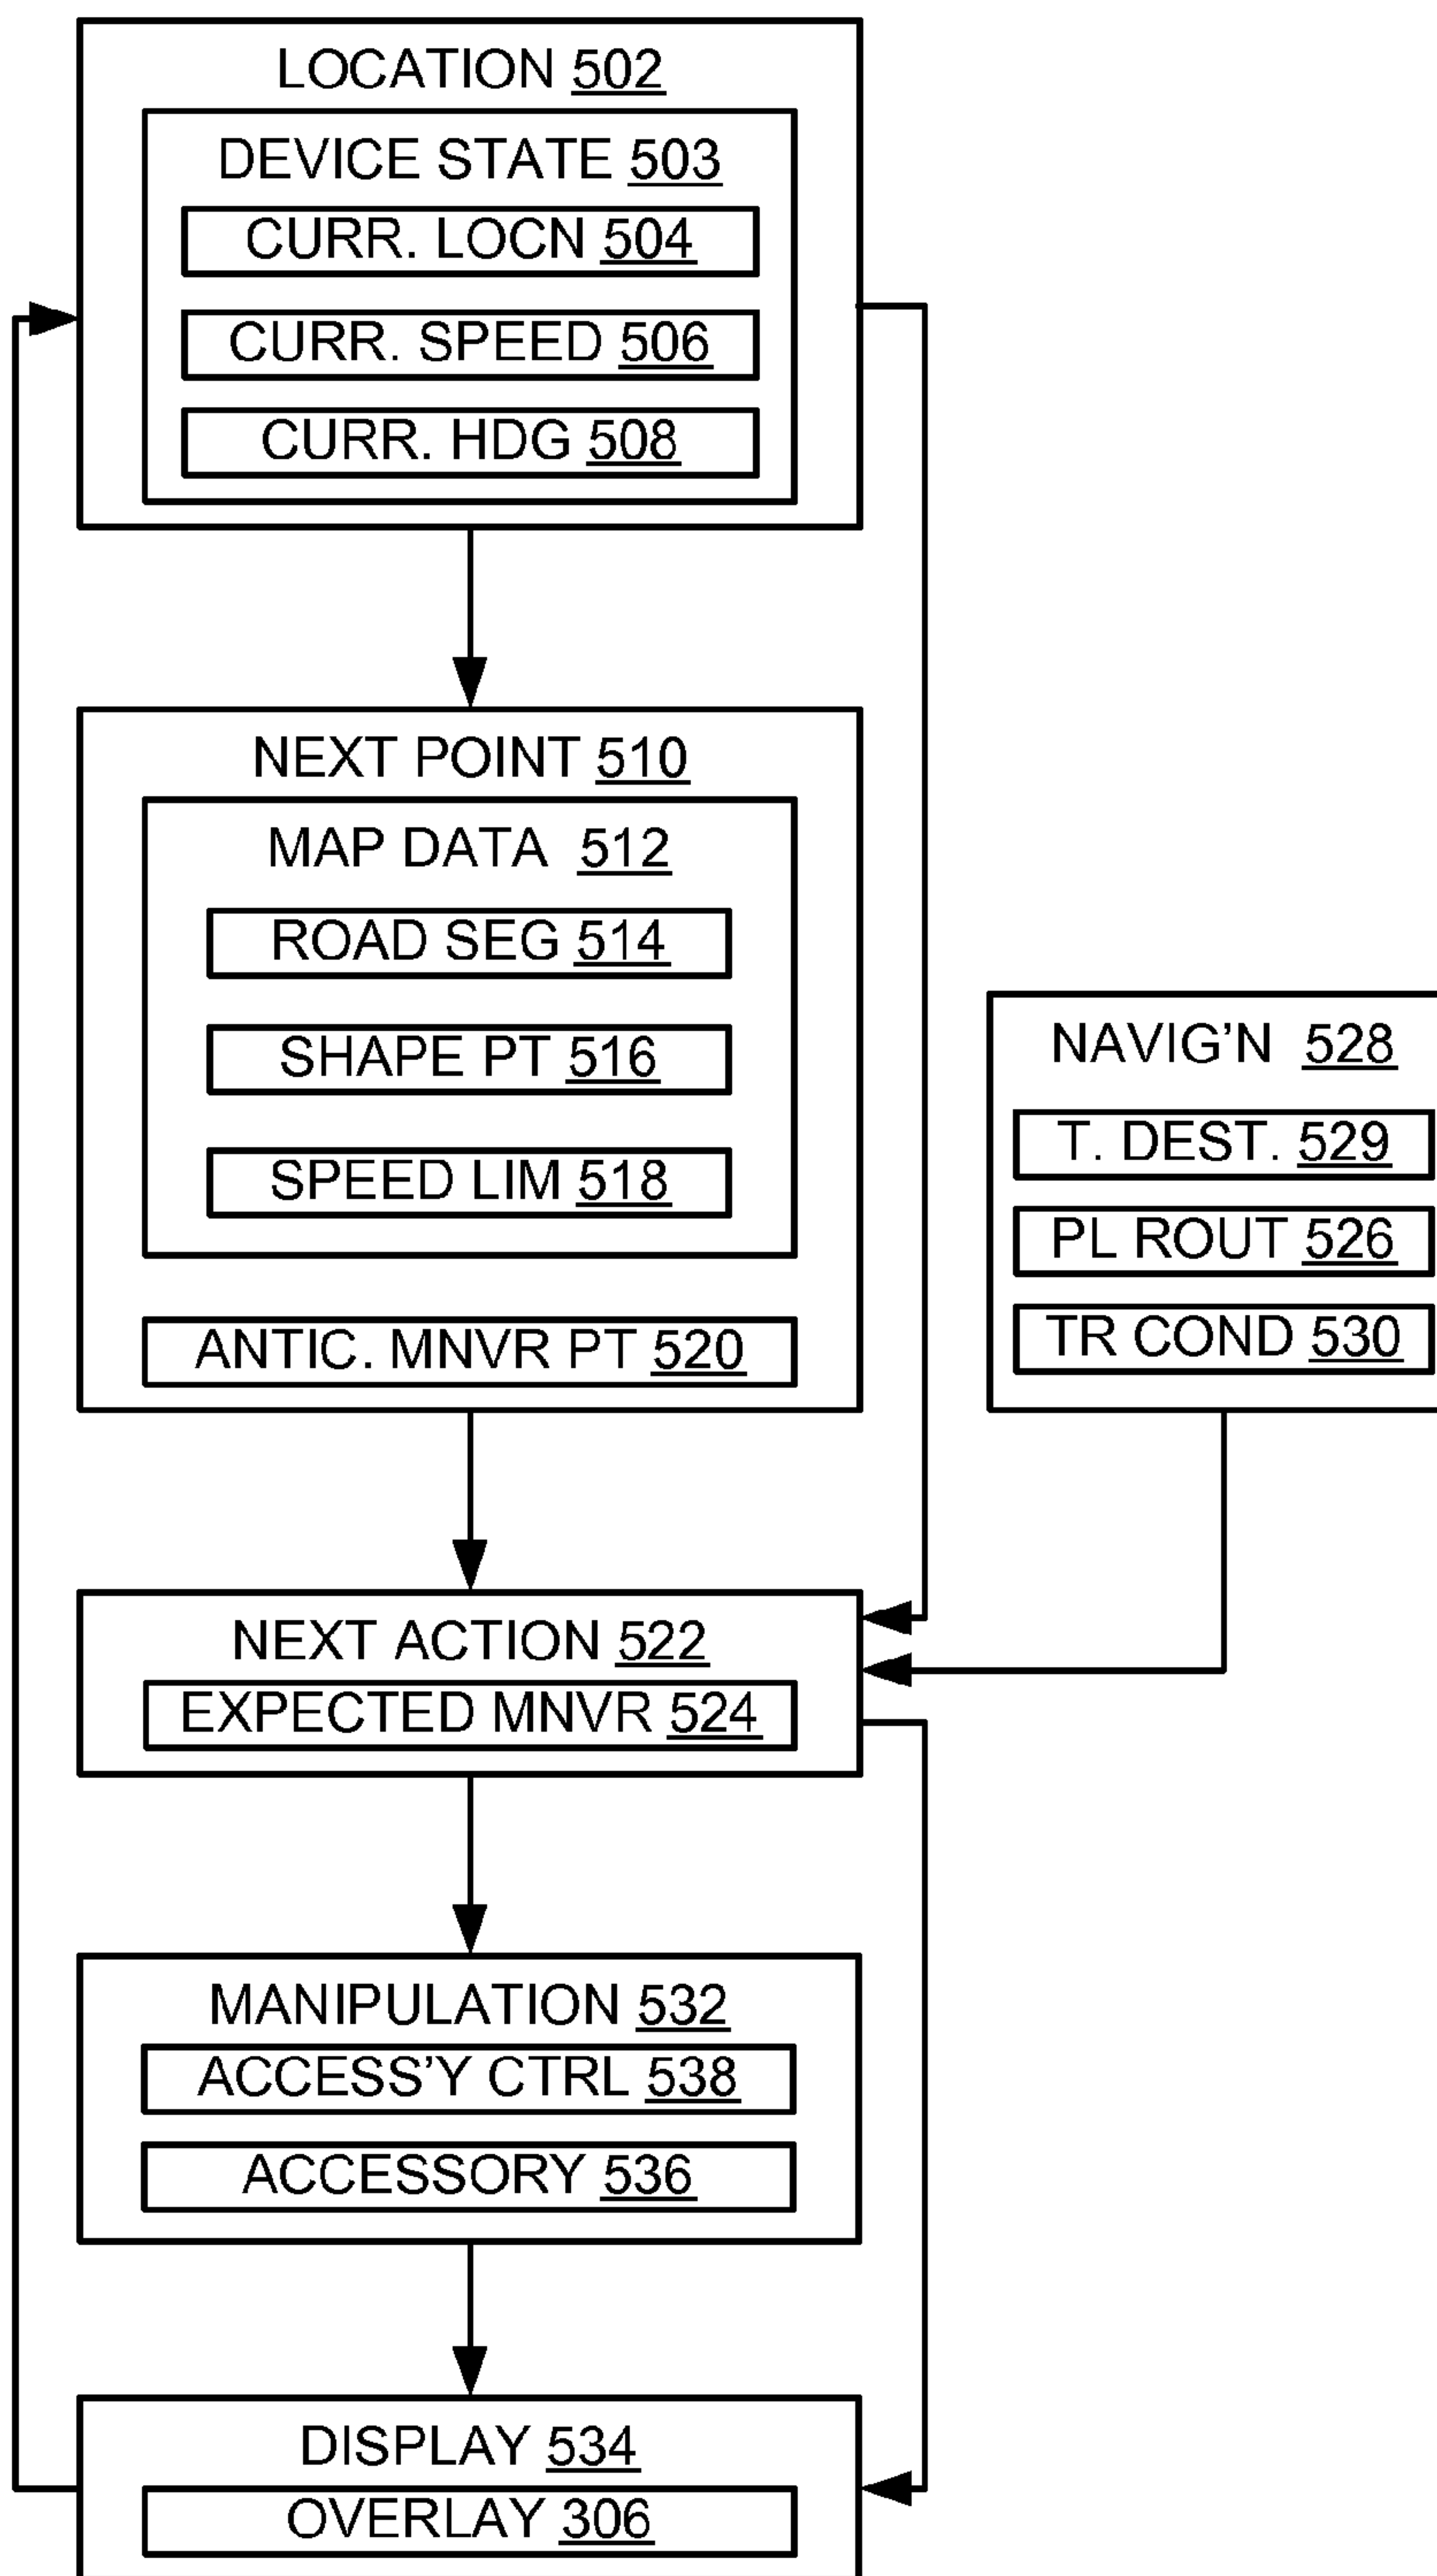 LOCATION 502
DEVICE STATE 503
CURR. LOCN 504
CURR. SPEED 506
CURR. HDG 508
NEXT POINT 510
MAP DATA 512
ROAD SEG 514
SHAPE PT 516
SPEED LIM 518
ANTIC. MNVR PT 520
NAVIG'N 528
T. DEST. 529
PL ROUT 526
TR COND 530
NEXT ACTION 522
EXPECTED MNVR 524
MANIPULATION 532
ACCESS'Y CTRL 538
ACCESSORY 536
DISPLAY 534
OVERLAY 306